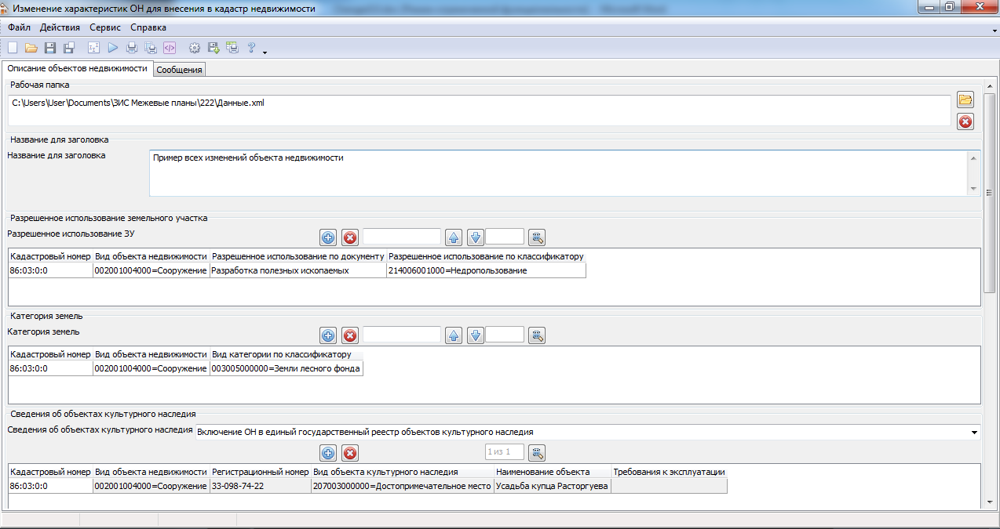 Изменение характеристик ОН для внесения в кадастр недвижимости
Файл Действия Сервис Справка
Описание объектов недвижимости Сообщения
Рабочая папка
C:\Users\User\Documents\ЗИС Межевые планы\222\Данные.xml
Название для заголовка
Название для заголовка Пример всех изменений объекта недвижимости
Разрешенное использование земельного участка
Разрешенное использование ЗУ
Кадастровый номер Вид объекта недвижимости Разрешенное использование по документу Разрешенное использование по классификатору
86:03:0:0 002001004000=Сооружение Разработка полезных ископаемых 214006001000=Недропользование
Категория земель
Категория земель
Кадастровый номер Вид объекта недвижимости Вид категории по классификатору
86:03:0:0 002001004000=Сооружение 003005000000=Земли лесного фонда
Сведения об объектах культурного наследия
Сведения об объектах культурного наследия Включение ОН в единый государственный реестр объектов культурного наследия
1 из 1
Кадастровый номер Вид объекта недвижимости Регистрационный номер Вид объекта культурного наследия Наименование объекта Требования к эксплуатации
86:03:0:0 002001004000=Сооружение 33-098-74-22 207003000000=Достопримечательное место Усадьба купца Расторгуева